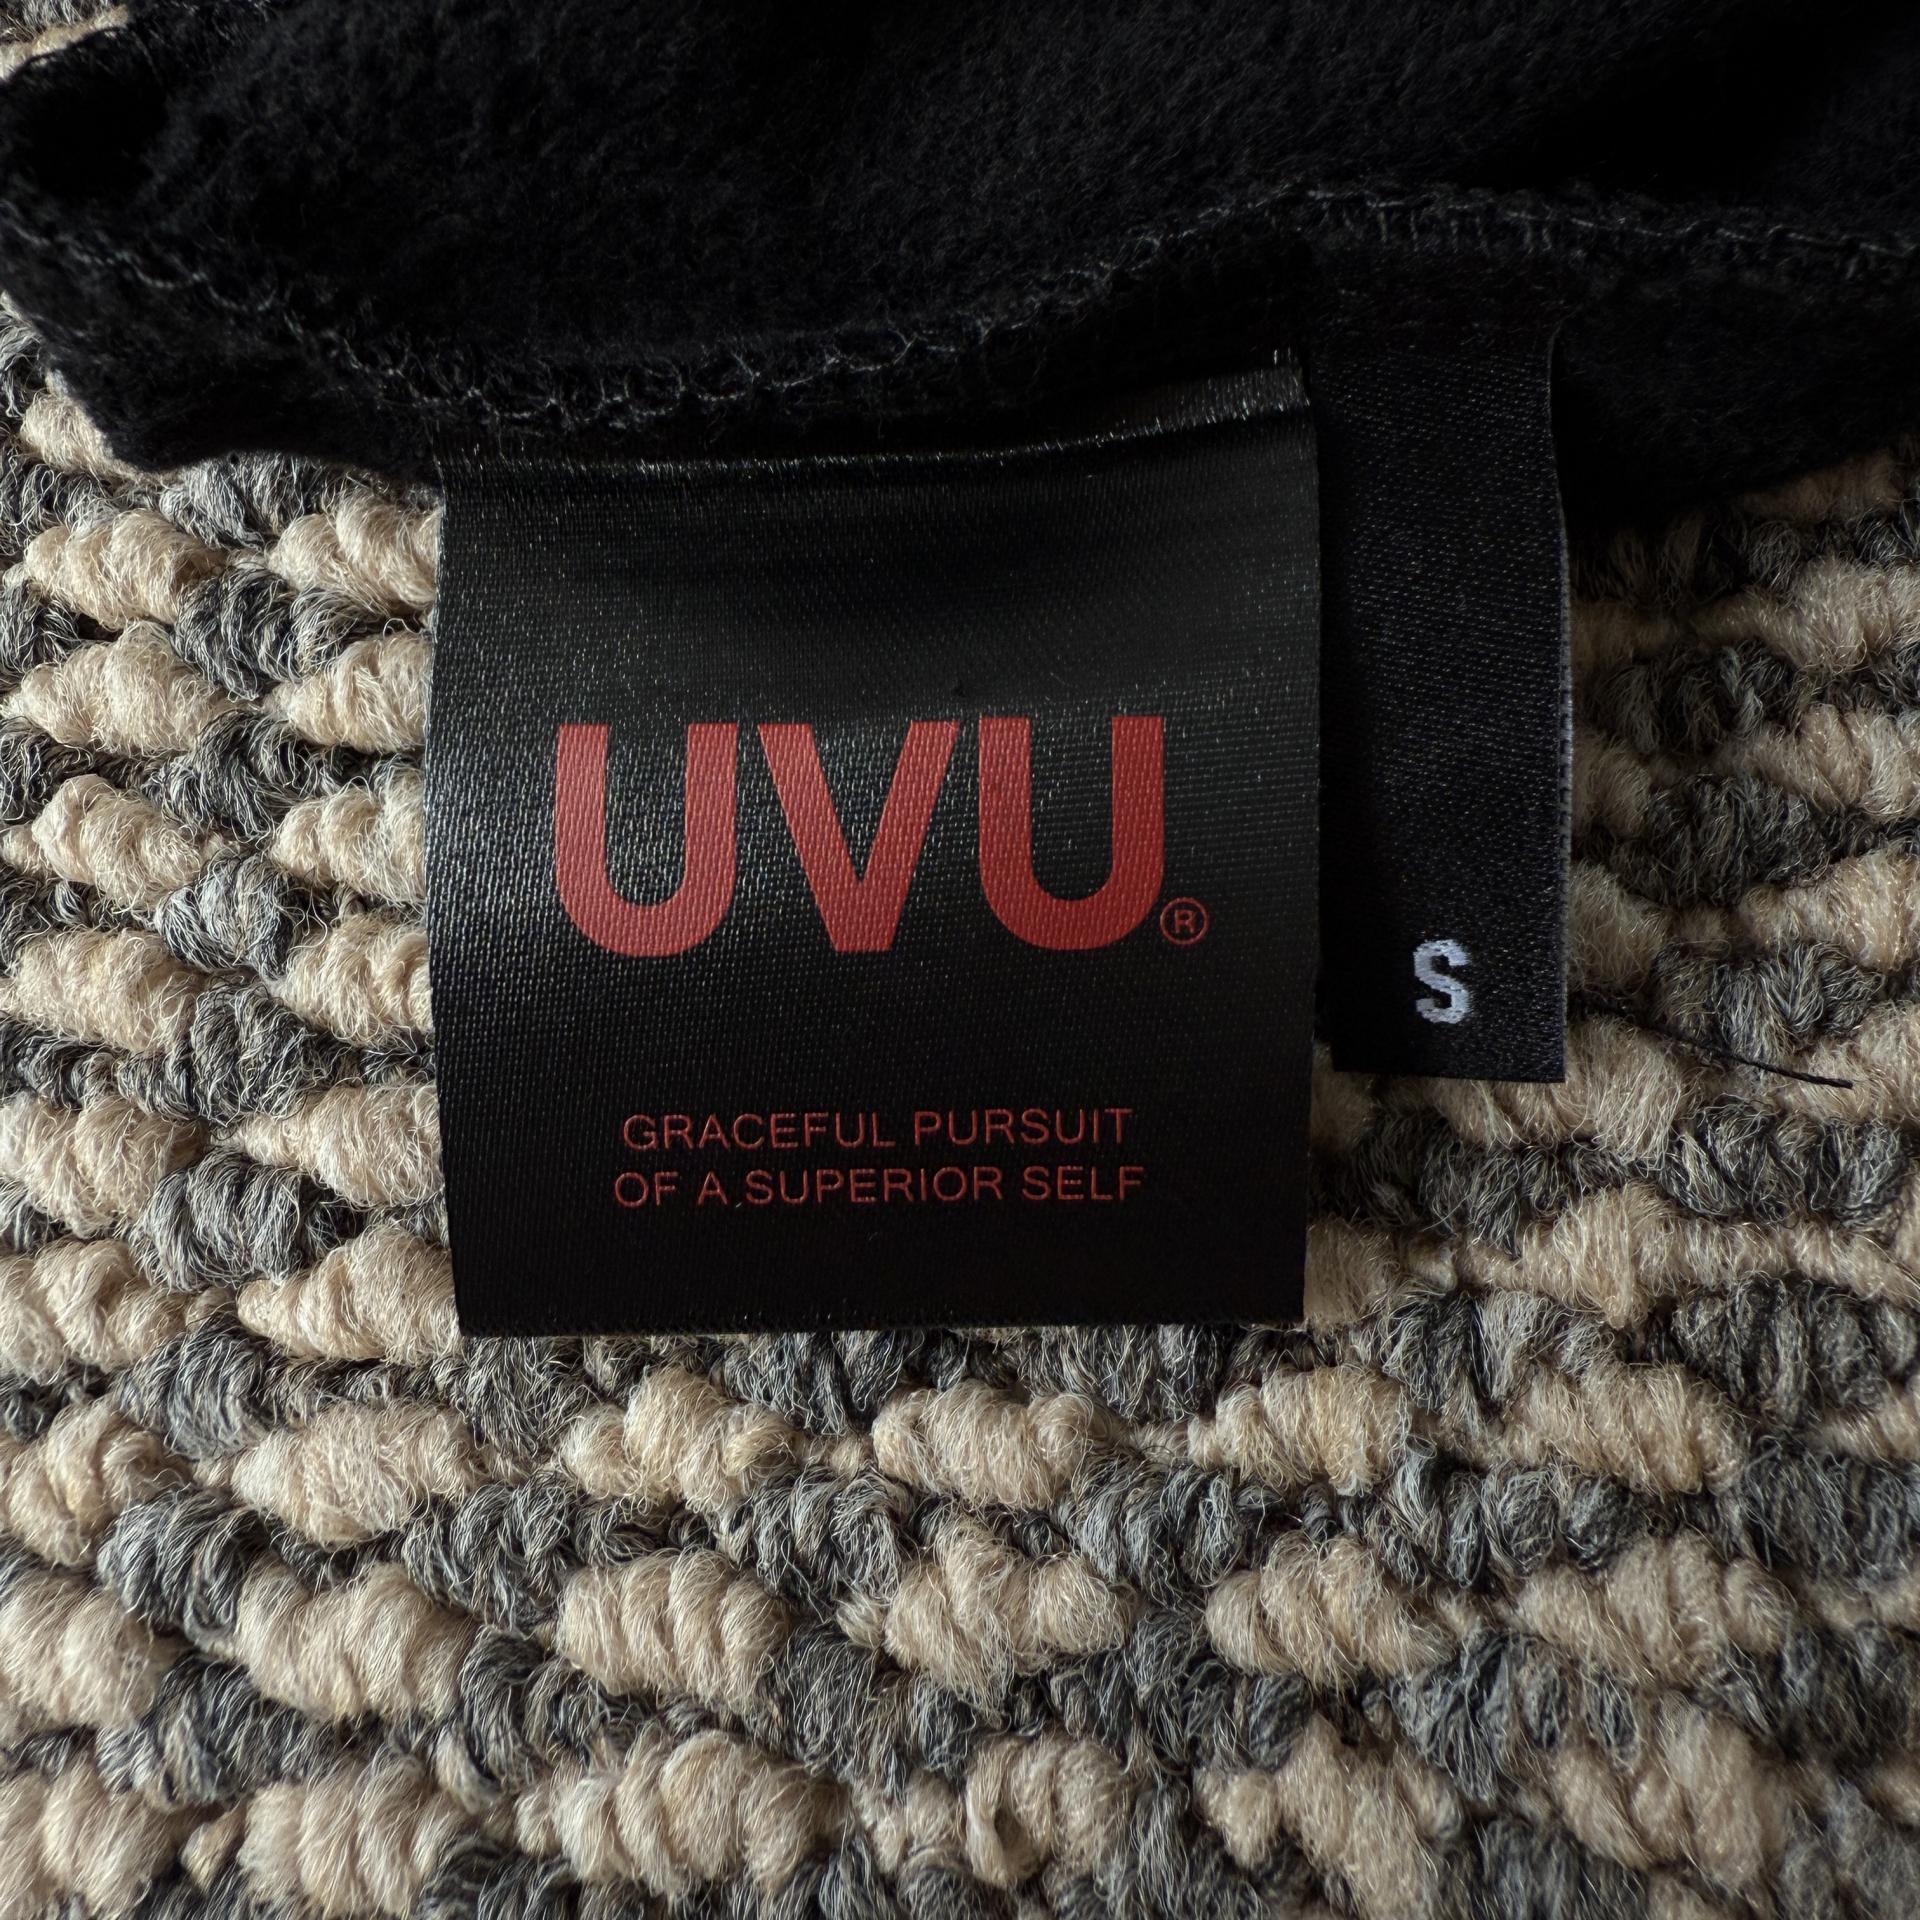 UVU®
S
GRACEFUL PURSUIT
OF A SUPERIOR SELF